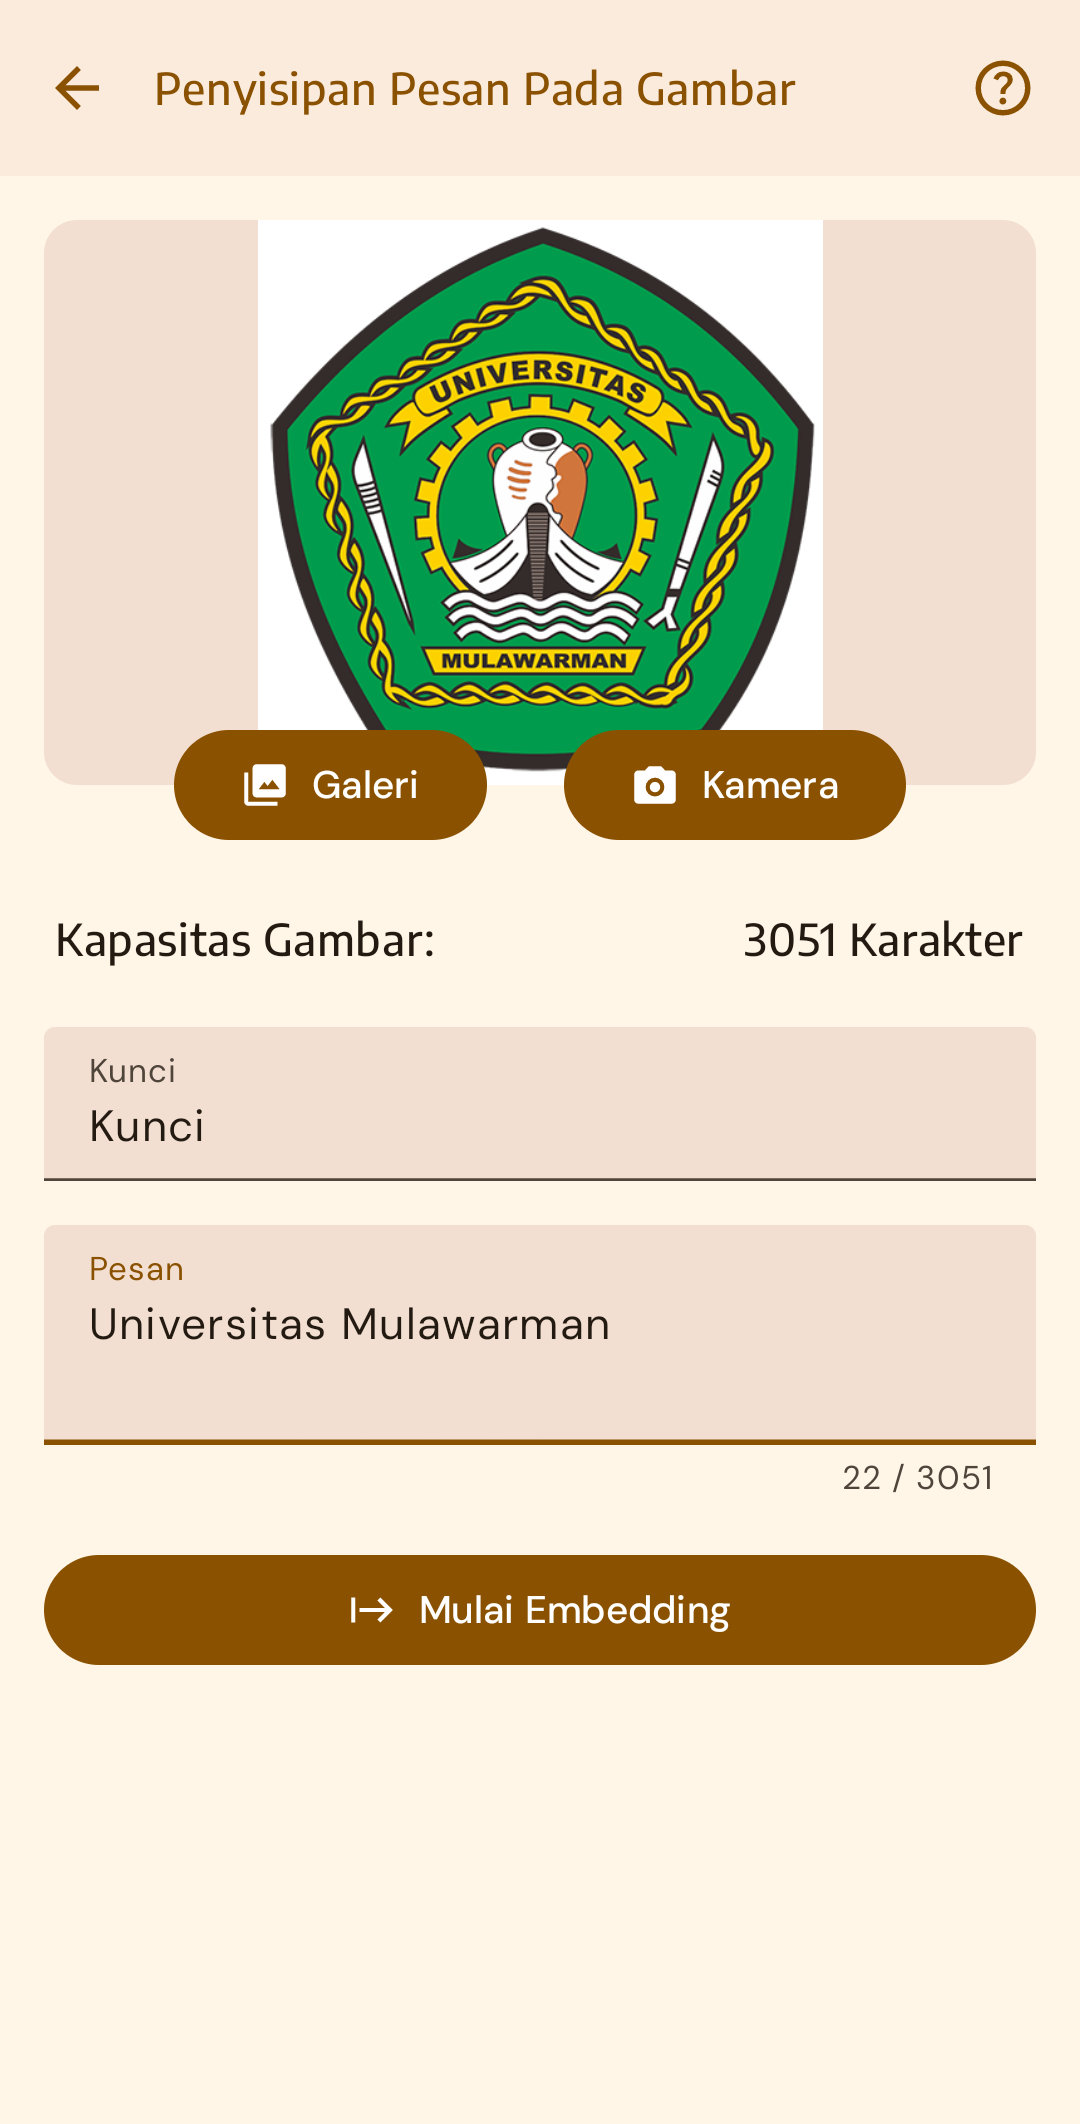 Penyisipan Pesan Pada Gambar
UNIVERSITAS
MULAWARMAN
Galeri
Kamera
Kapasitas Gambar:
3051 Karakter
Kunci
Kunci
Pesan
Universitas Mulawarman
22 / 3051
Mulai Embedding